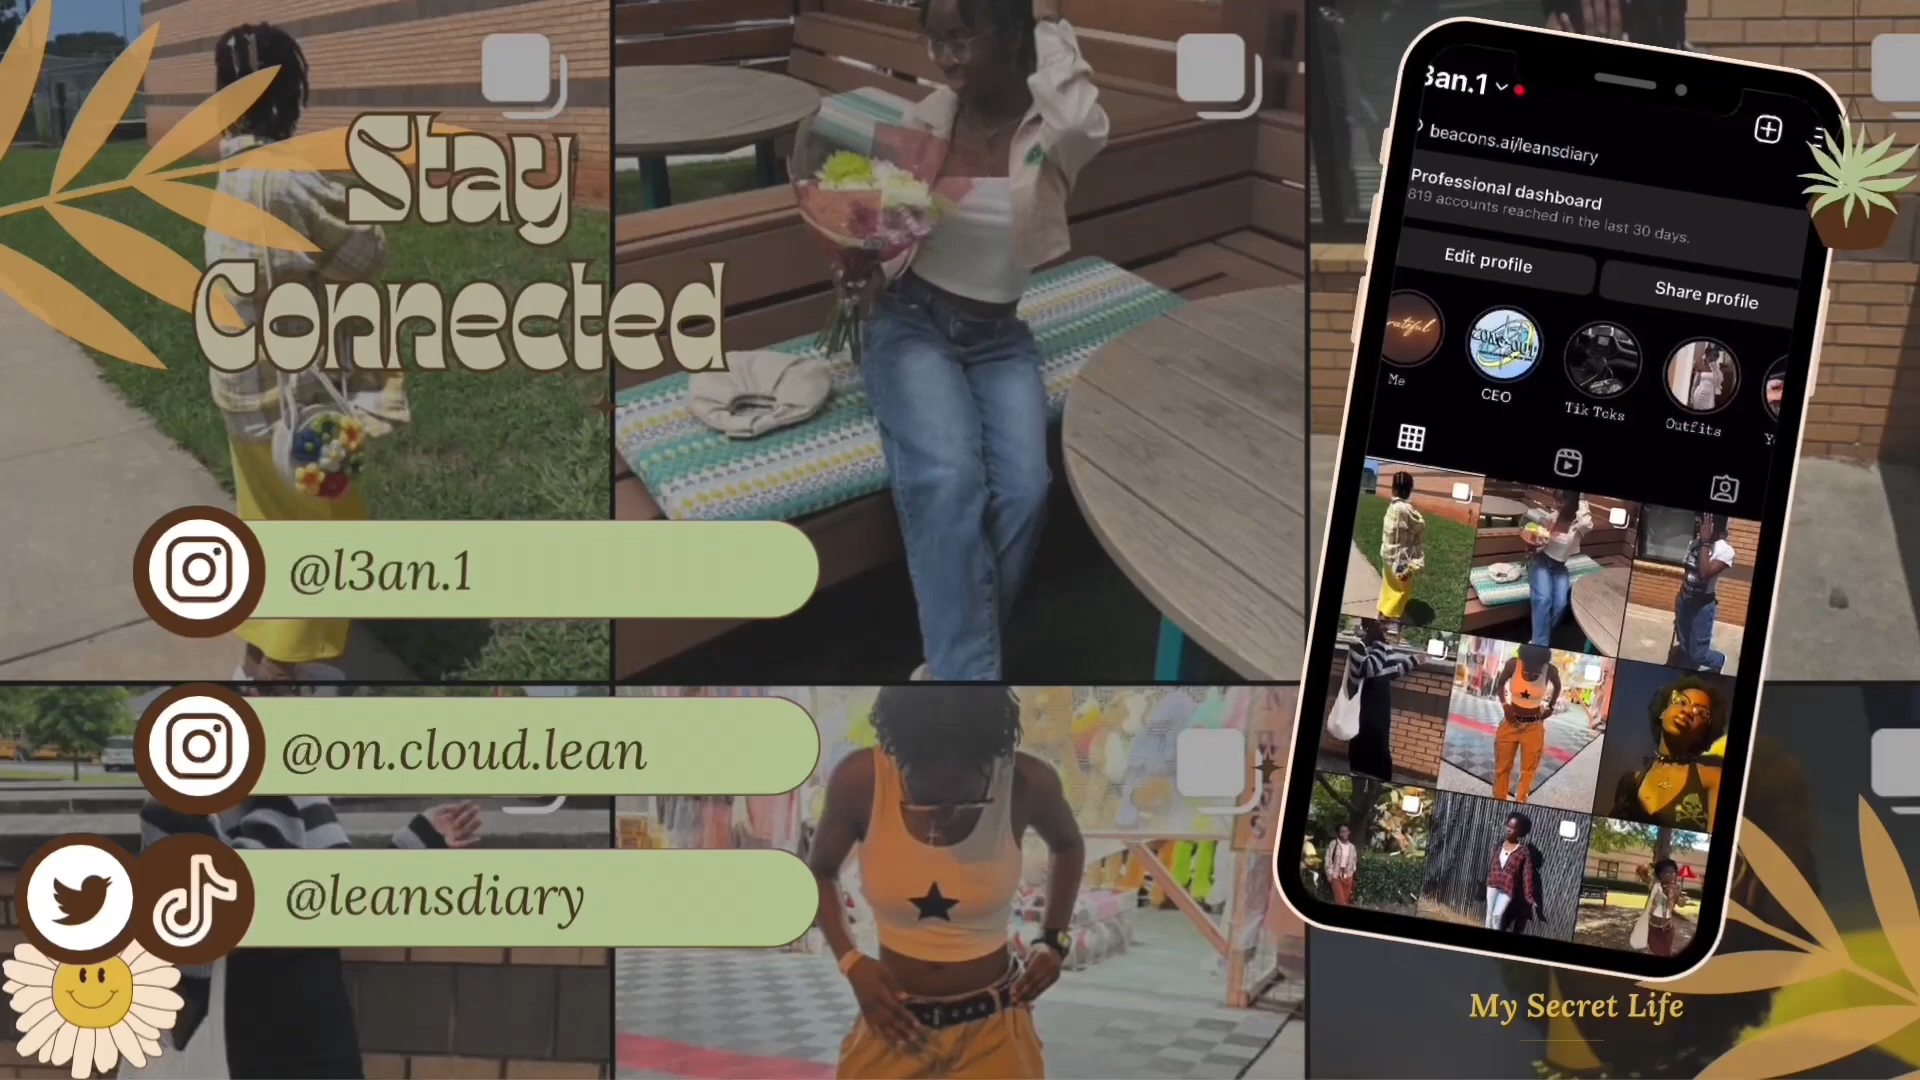 Stay
Connected
@l3an.1
@on.cloud.lean
@leansdiary
3an.1
beacons.ai/leansdiary
Professional dashboard
819 accounts reached in the last 30 days.
Edit profile
Share profile
rateful
Me
CEO
Tik Toks
Outfits
My Secret Life